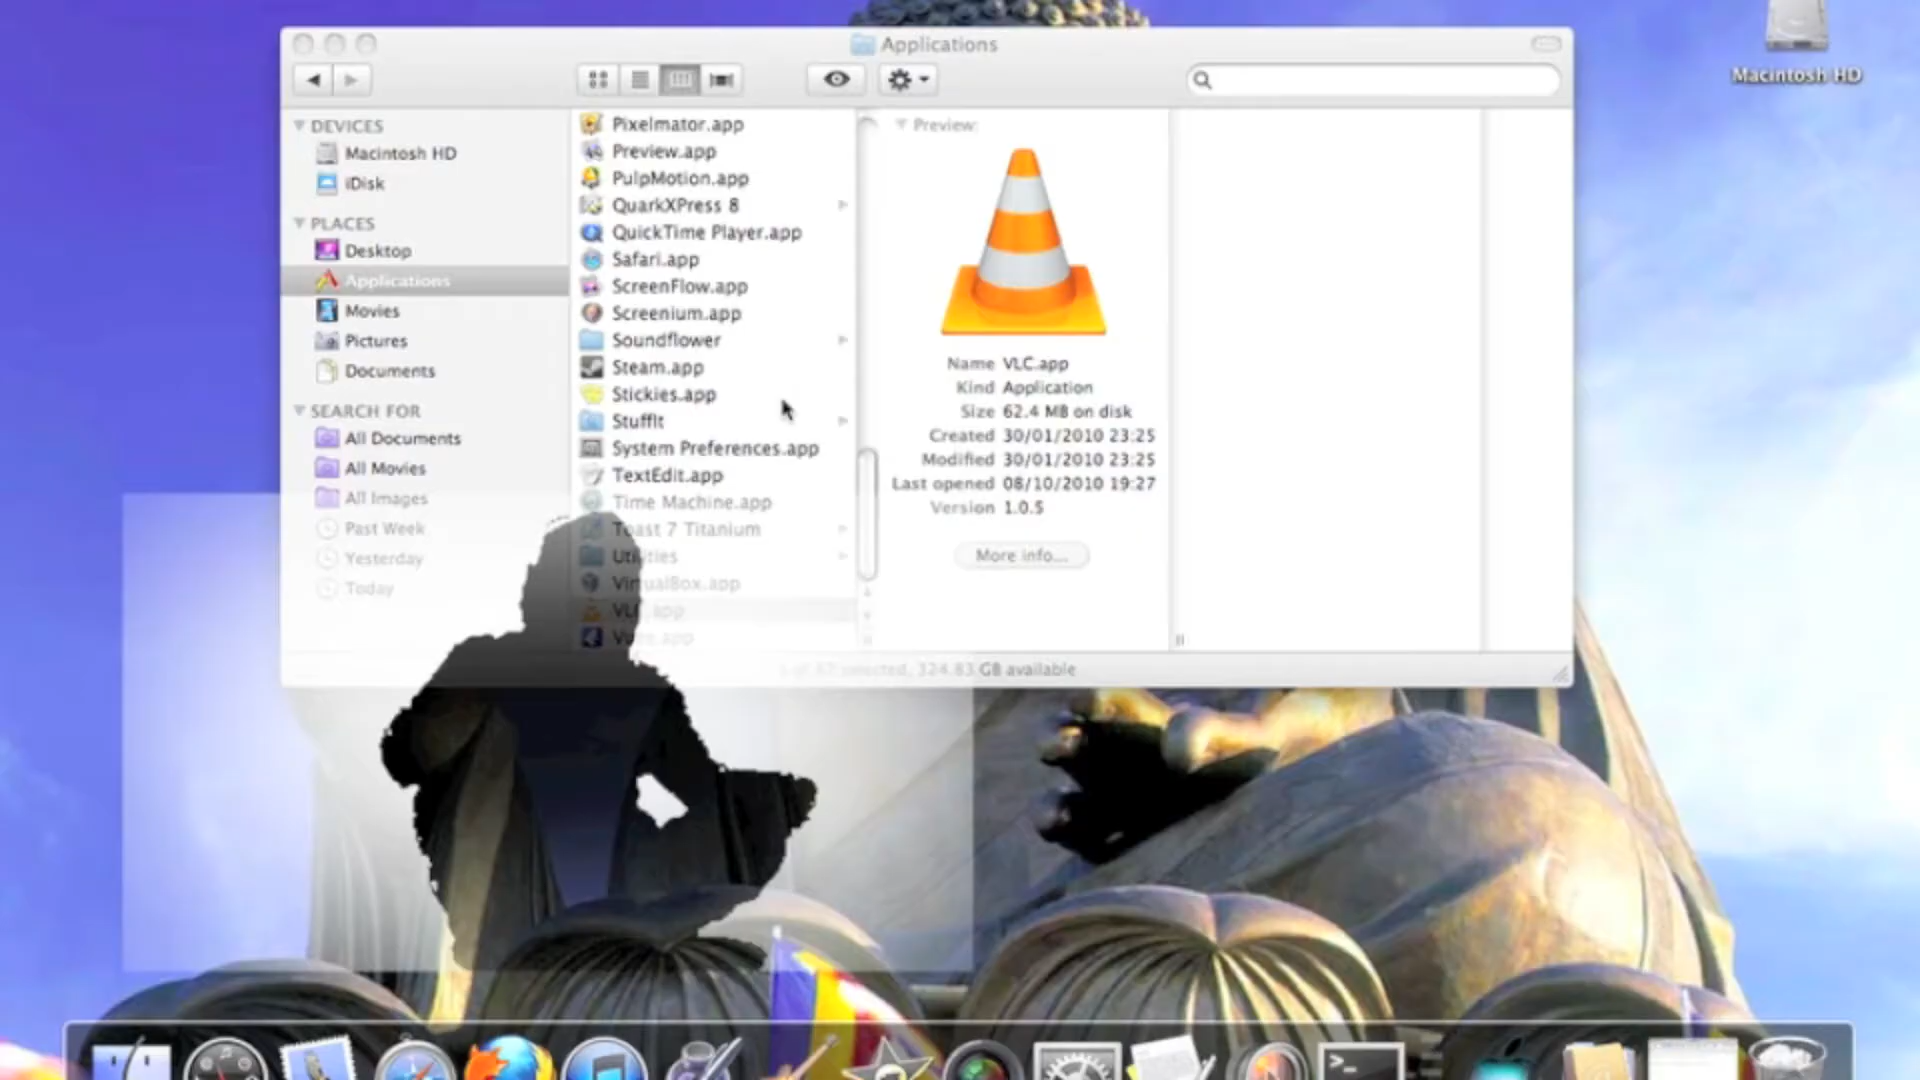 Applications
Macintosh HD
DEVICES
Macintosh HD
iDisk
PLACES
Desktop
Applications
Movies
Pictures
Documents
SEARCH FOR
All Documents
All Movies
All Images
Past Week
Yesterday
Today
Pixelmator.app
Preview.app
PulpMotion.app
QuarkXPress 8
QuickTime Player.app
Safari.app
ScreenFlow.app
Screenium.app
Soundflower
Steam.app
Stickies.app
StuffIt
System Preferences.app
TextEdit.app
Time Machine.app
Toast 7 Titanium
Utilities
VirtualBox.app
VLC.app
Preview:
Name VLC.app
Kind Application
Size 62.4 MB on disk
Created 30/01/2010 23:25
Modified 30/01/2010 23:25
Last opened 08/10/2010 19:27
Version 1.0.5
More info...
selected, 324.83 GB available